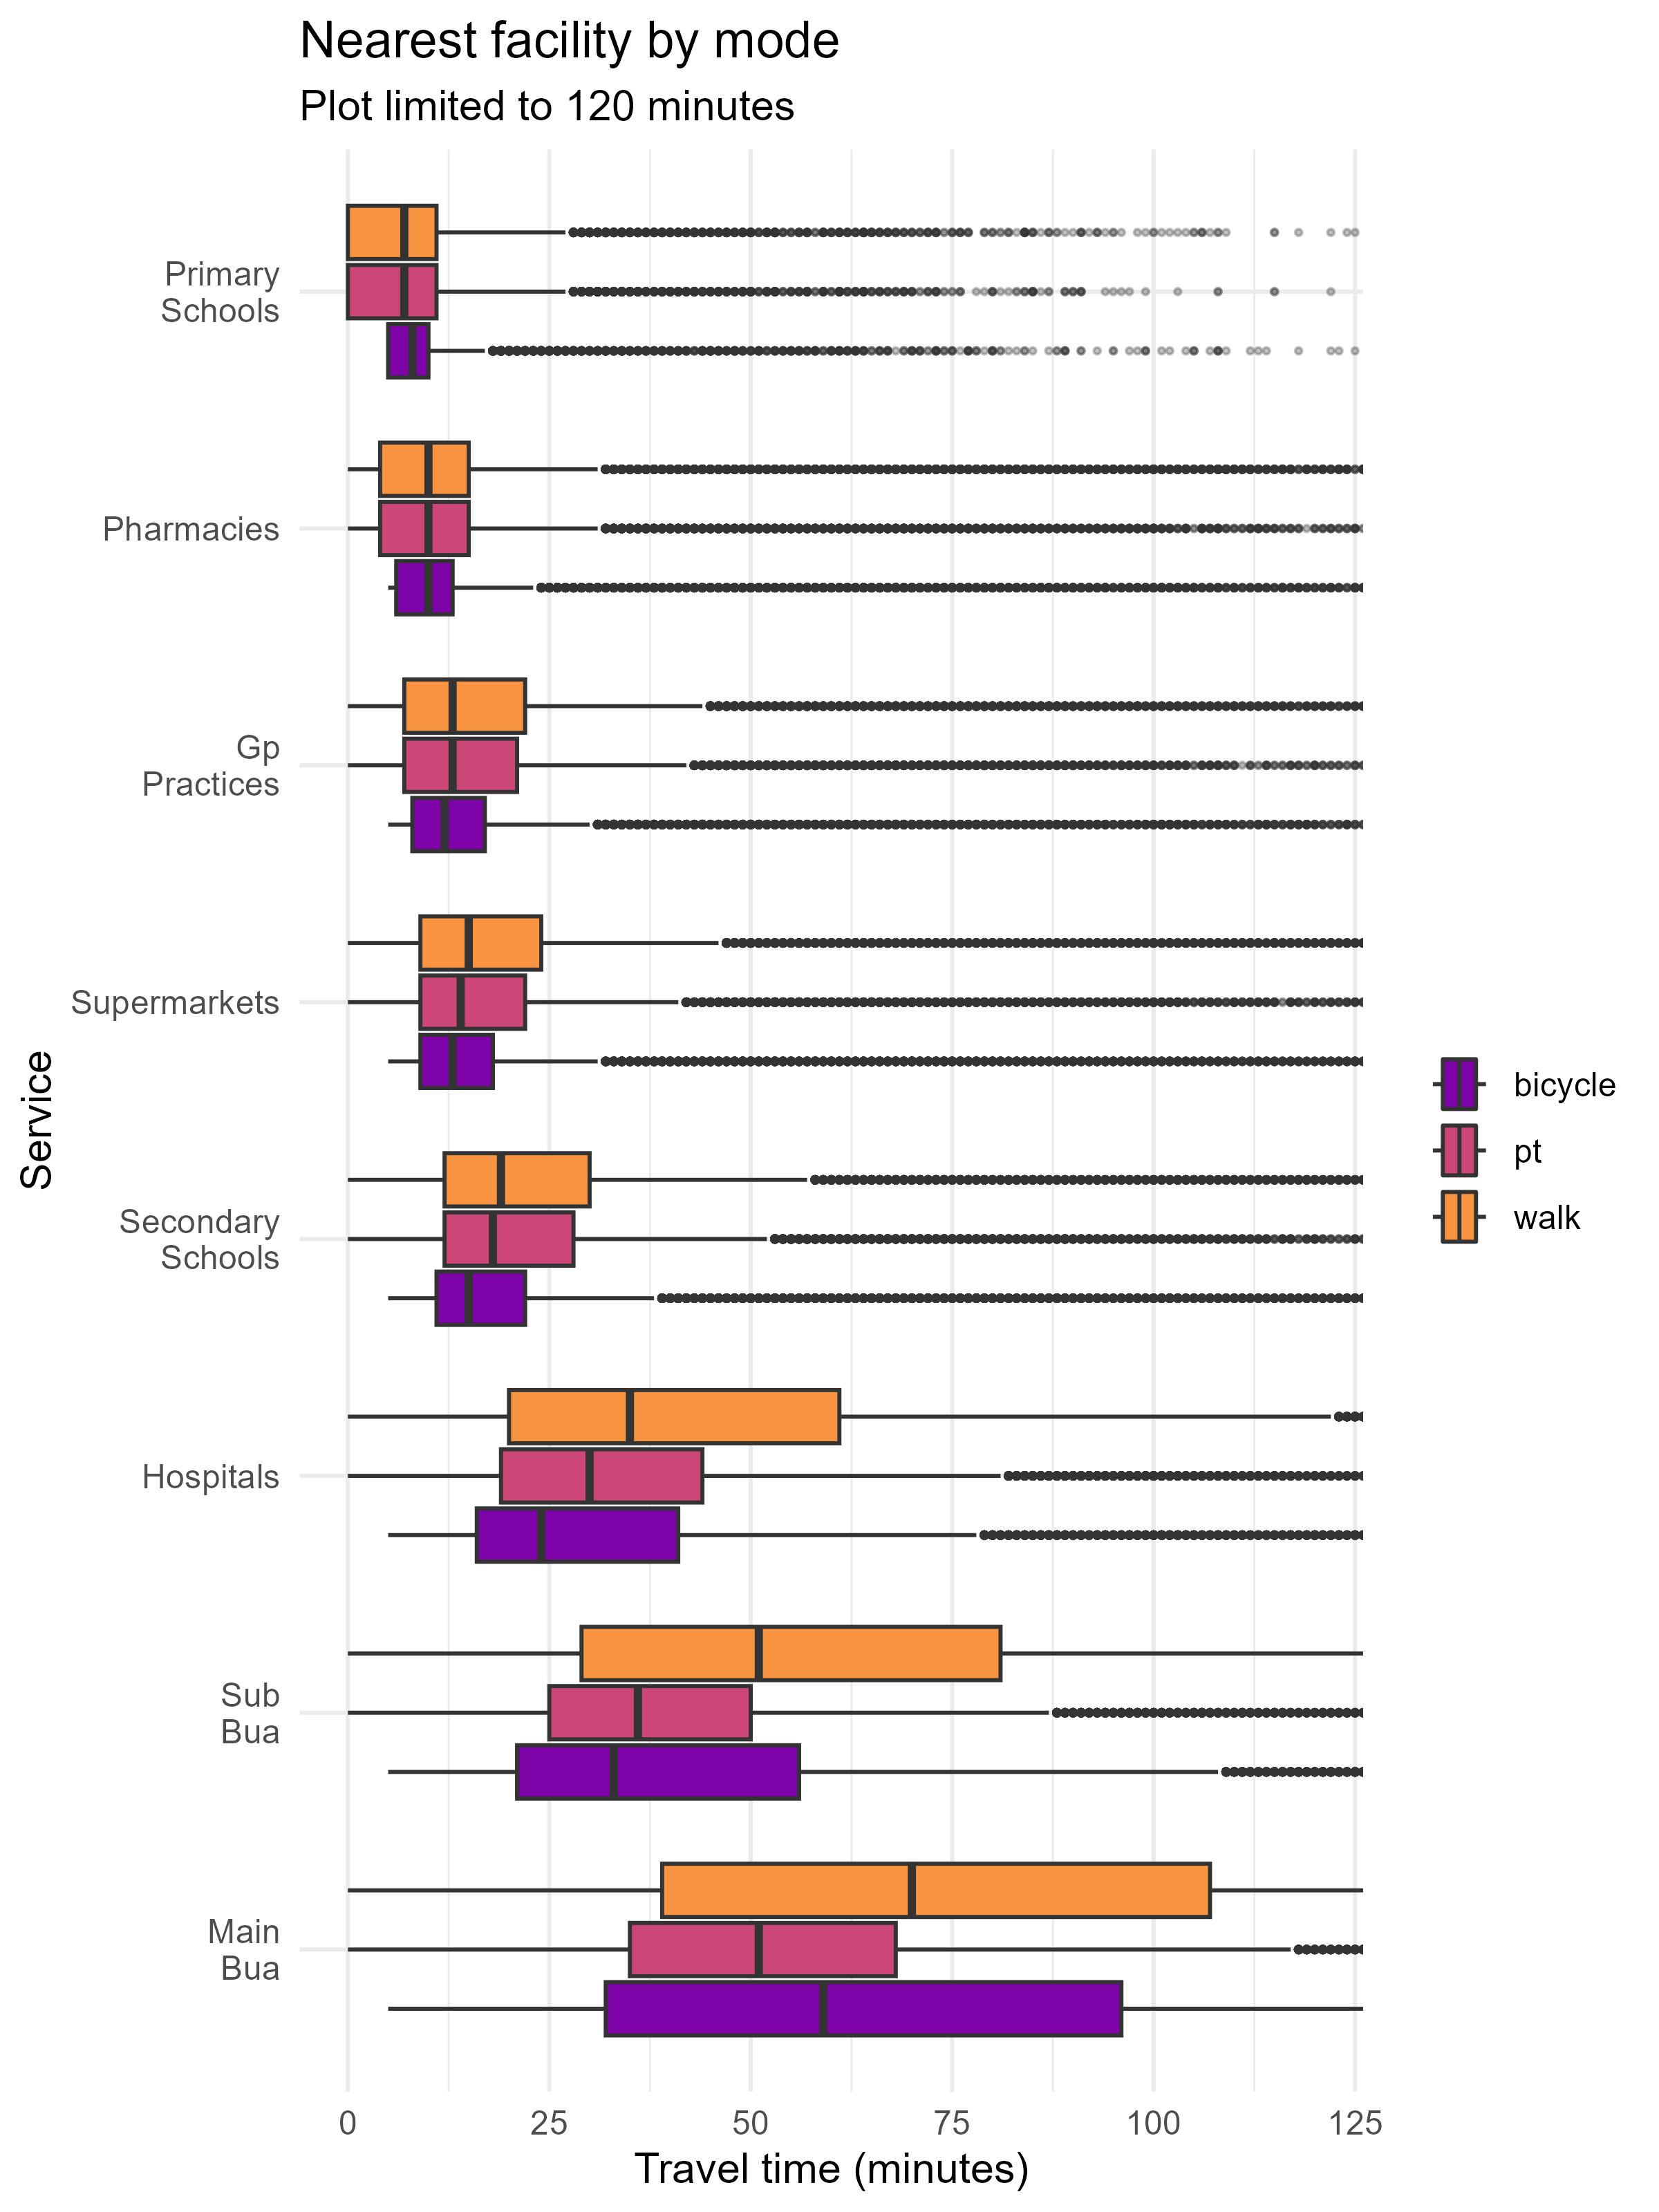 Nearest facility by mode
Plot limited to 120 minutes
Primary
Schools
Pharmacies
Gp
Practices
Supermarkets
Secondary
Schools
Hospitals
Sub
Bua
Main
Bua
Service
0 25 50 75 100 125
Travel time (minutes)
bicycle
pt
walk